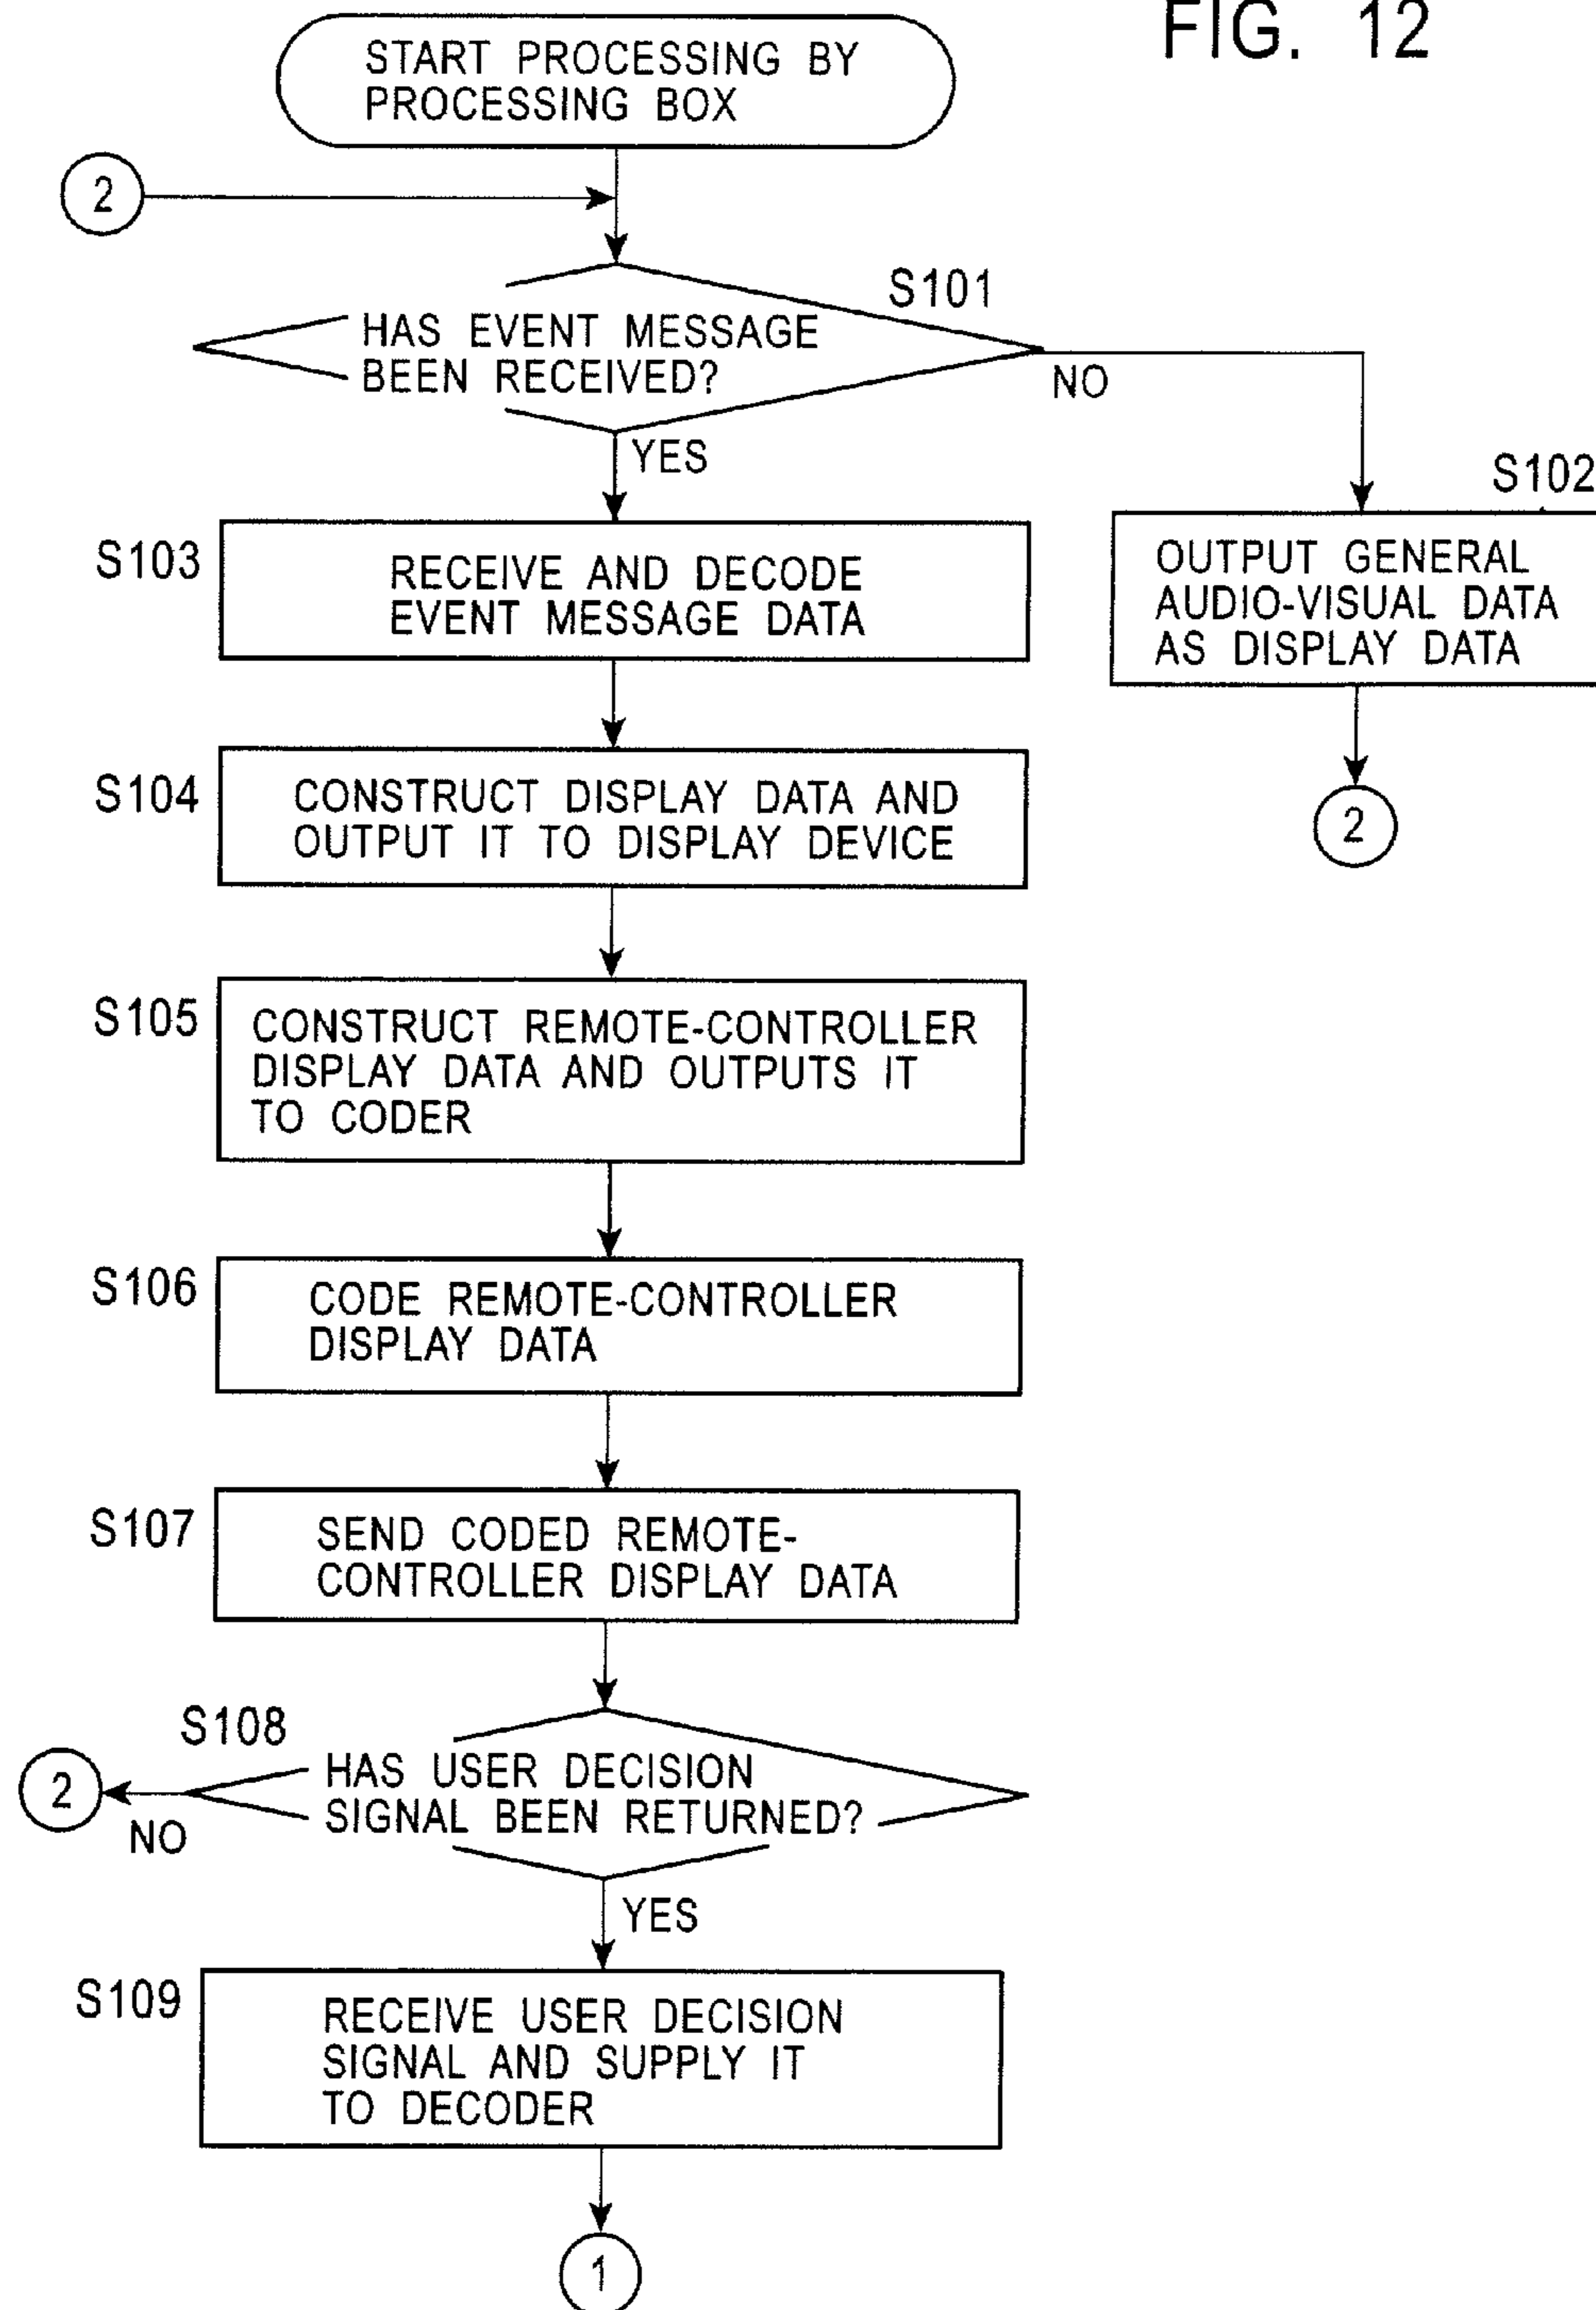 FIG. 12
START PROCESSING BY
PROCESSING BOX
2
S101
HAS EVENT MESSAGE
BEEN RECEIVED?
NO
YES
S102
OUTPUT GENERAL
AUDIO-VISUAL DATA
AS DISPLAY DATA
2
S103
RECEIVE AND DECODE
EVENT MESSAGE DATA
S104
CONSTRUCT DISPLAY DATA AND
OUTPUT IT TO DISPLAY DEVICE
S105
CONSTRUCT REMOTE-CONTROLLER
DISPLAY DATA AND OUTPUTS IT
TO CODER
S106
CODE REMOTE-CONTROLLER
DISPLAY DATA
S107
SEND CODED REMOTE-
CONTROLLER DISPLAY DATA
S108
HAS USER DECISION
SIGNAL BEEN RETURNED?
2
NO
YES
S109
RECEIVE USER DECISION
SIGNAL AND SUPPLY IT
TO DECODER
1